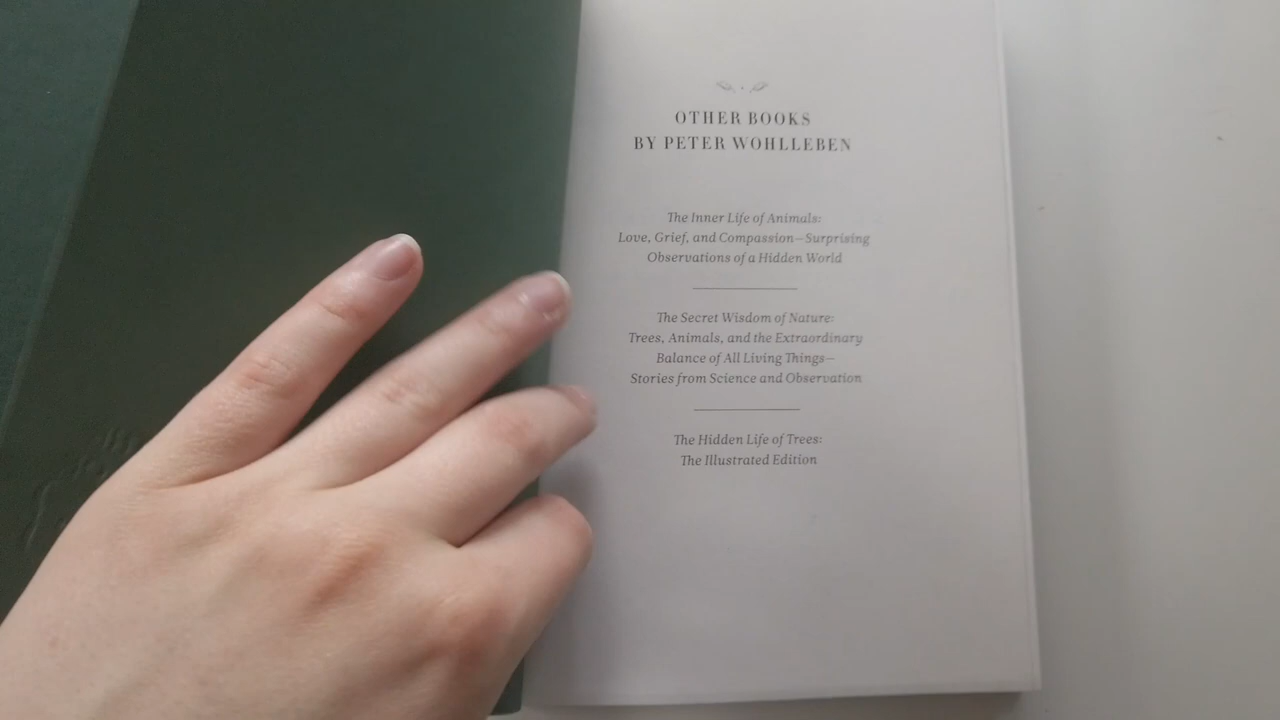 OTHER BOOKS
BY PETER WOHLLEBEN
The Inner Life of Animals:
Love, Grief, and Compassion—Surprising
Observations of a Hidden World
The Secret Wisdom of Nature:
Trees, Animals, and the Extraordinary
Balance of All Living Things—
Stories from Science and Observation
The Hidden Life of Trees:
The Illustrated Edition